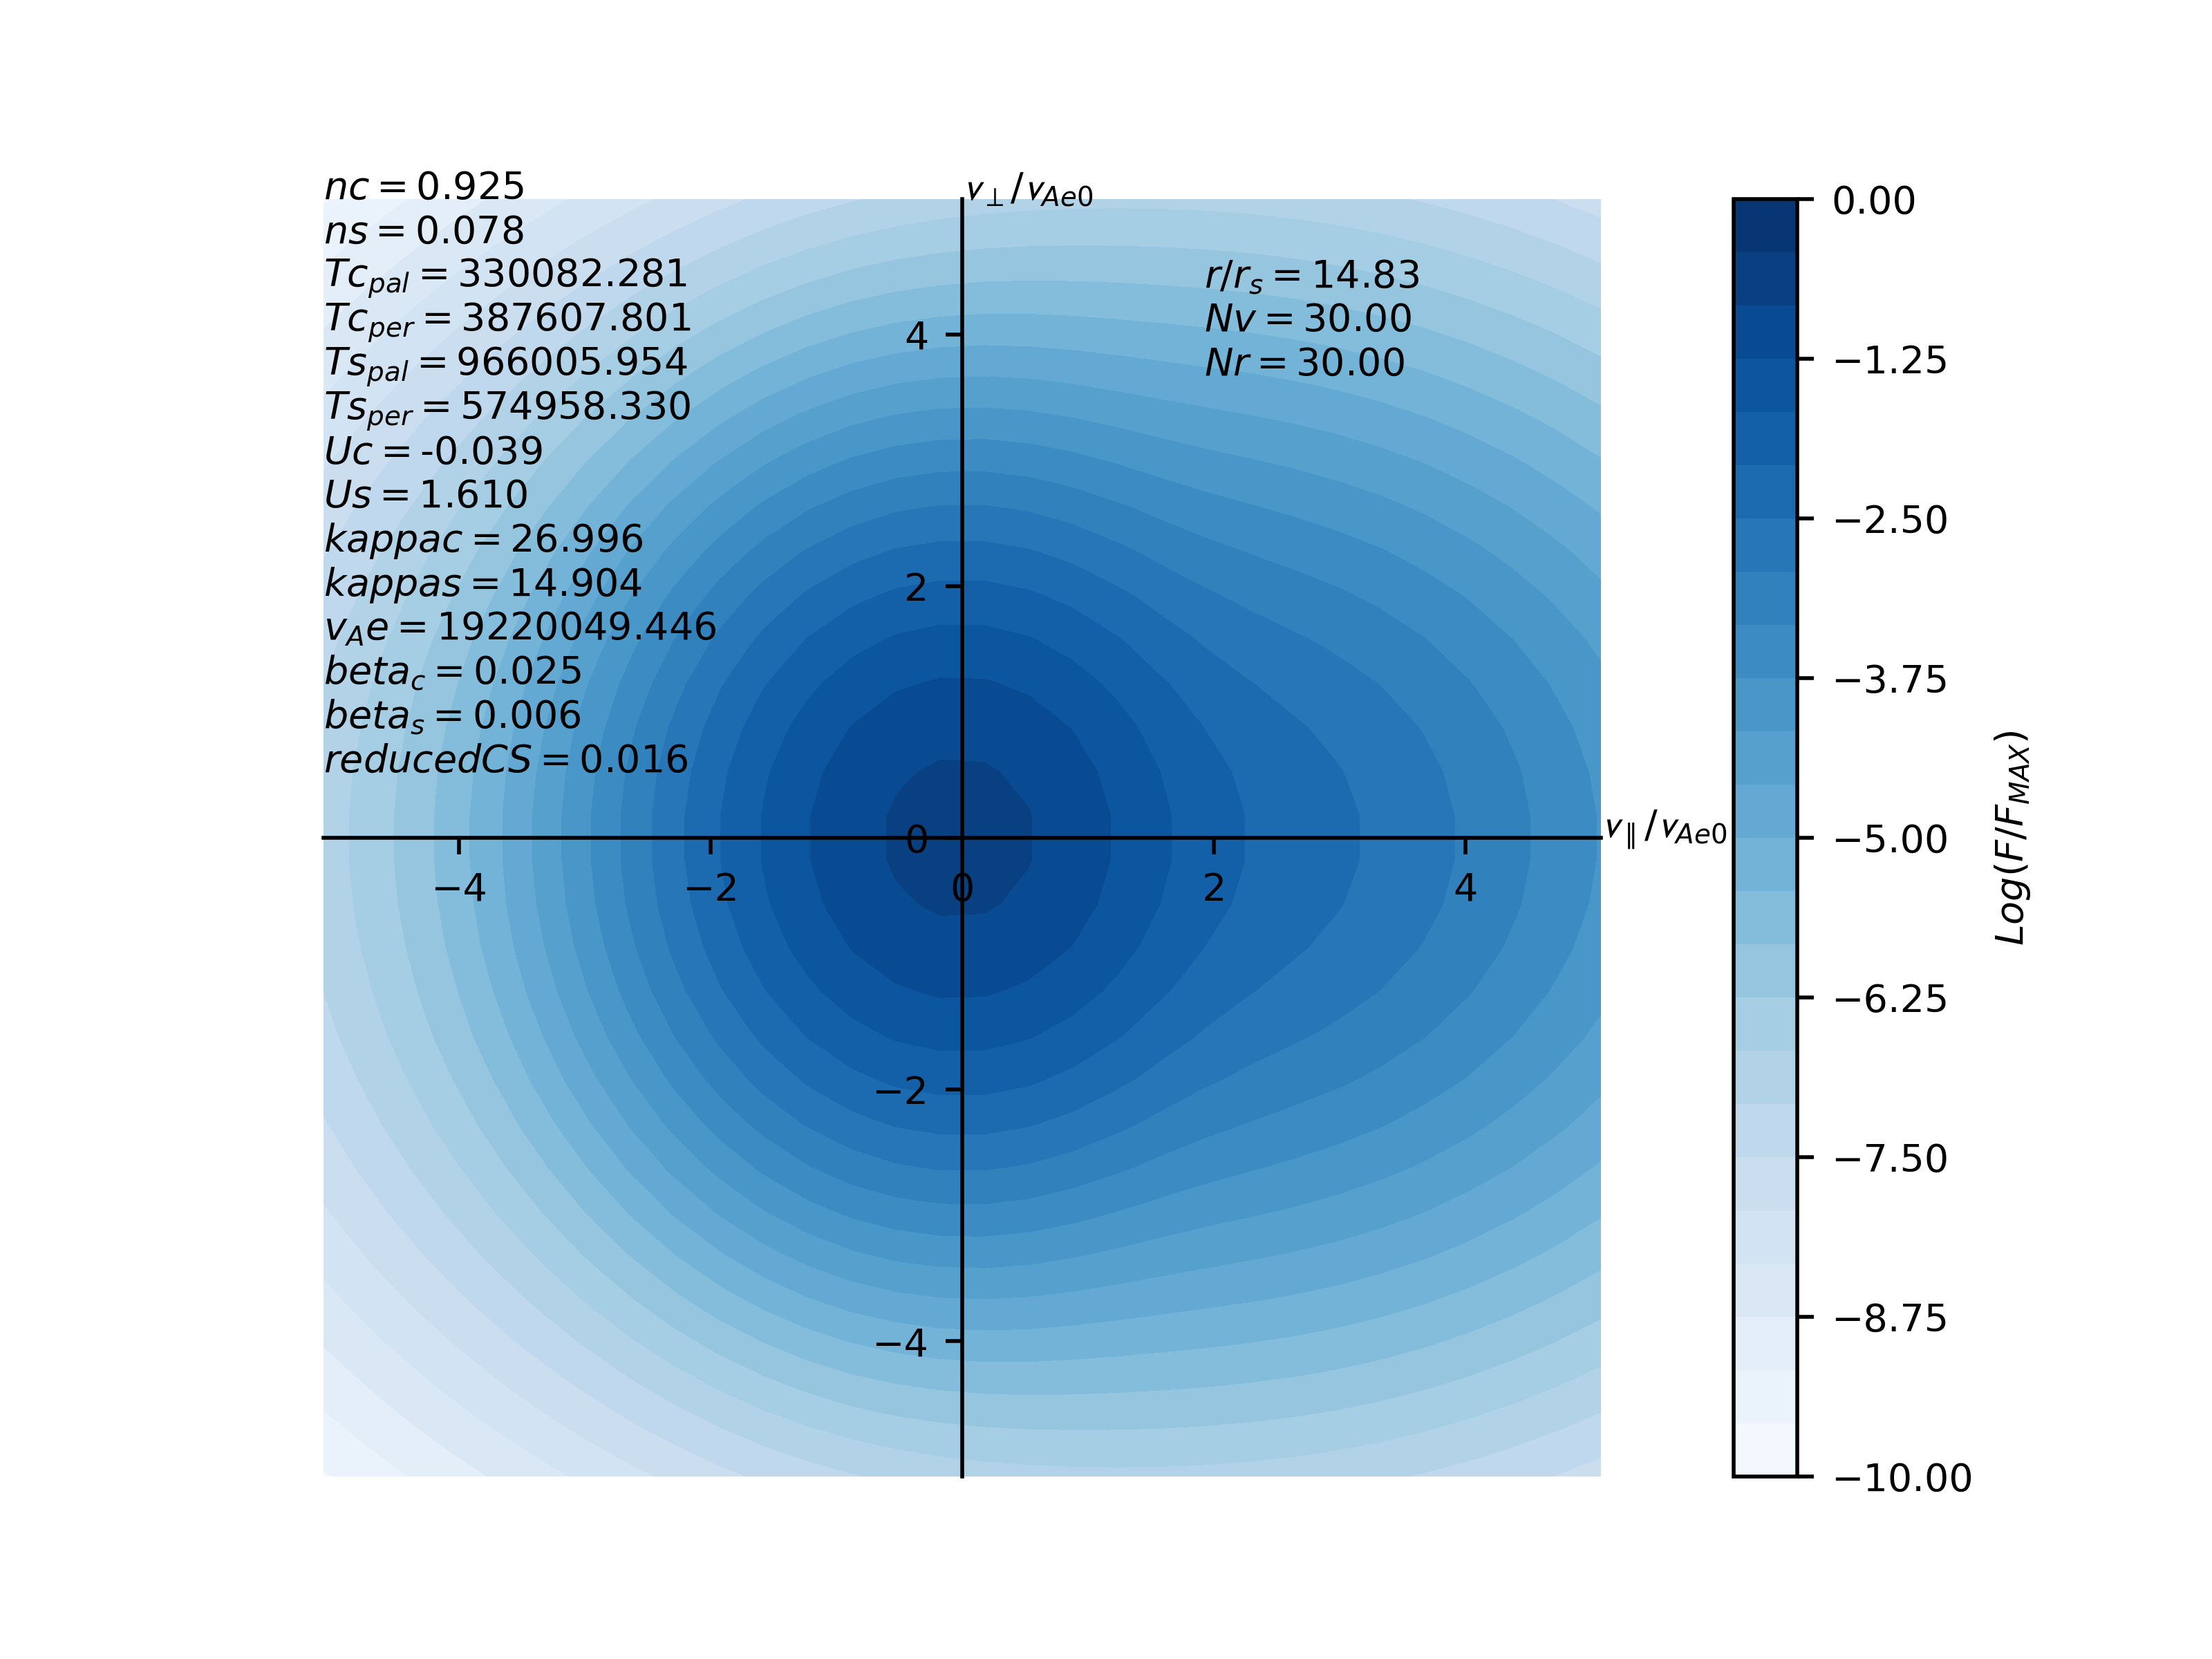 nc = 0.925
ns = 0.078
Tc_pal = 330082.281
Tc_per = 387607.801
Ts_pal = 966005.954
Ts_per = 574958.330
Uc = -0.039
Us = 1.610
kappac = 26.996
kappas = 14.904
v_Ae = 19220049.446
beta_c = 0.025
beta_s = 0.006
reducedCS = 0.016
v_⊥/v_Ae0
r/r_s = 14.83
Nv = 30.00
Nr = 30.00
4
2
0
−2
−4
−4
−2
0
2
4
v_∥/v_Ae0
0.00
−1.25
−2.50
−3.75
−5.00
−6.25
−7.50
−8.75
−10.00
Log(F/F_MAX)